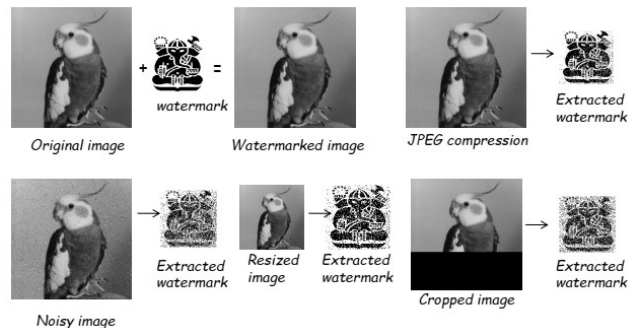 +
=
watermark
Original image
Watermarked image
JPEG compression
Extracted
watermark
Extracted
watermark
Resized
image
Extracted
watermark
Cropped image
Extracted
watermark
Noisy image